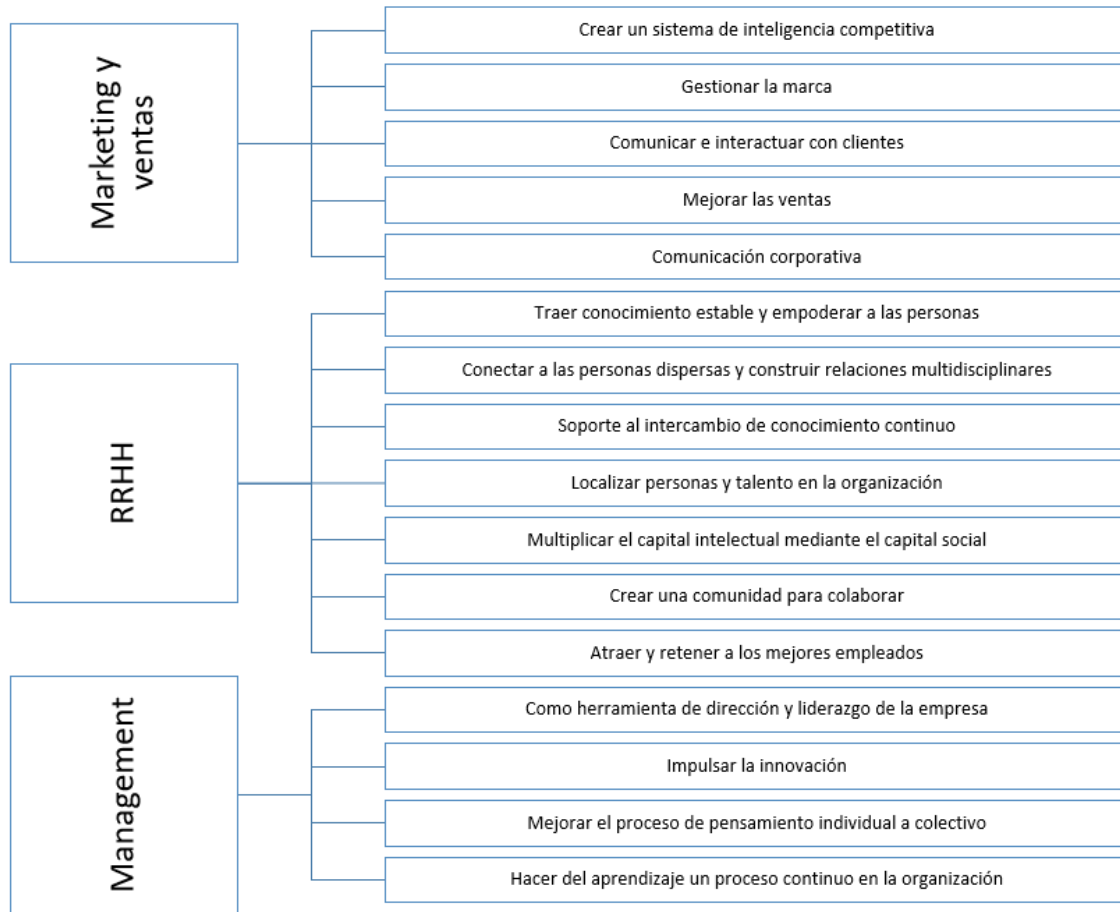 Marketing y
ventas
Crear un sistema de inteligencia competitiva
Gestionar la marca
Comunicar e interactuar con clientes
Mejorar las ventas
Comunicación corporativa
RRHH
Traer conocimiento estable y empoderar a las personas
Conectar a las personas dispersas y construir relaciones multidisciplinares
Soporte al intercambio de conocimiento continuo
Localizar personas y talento en la organización
Multiplicar el capital intelectual mediante el capital social
Crear una comunidad para colaborar
Atraer y retener a los mejores empleados
Management
Como herramienta de dirección y liderazgo de la empresa
Impulsar la innovación
Mejorar el proceso de pensamiento individual a colectivo
Hacer del aprendizaje un proceso continuo en la organización